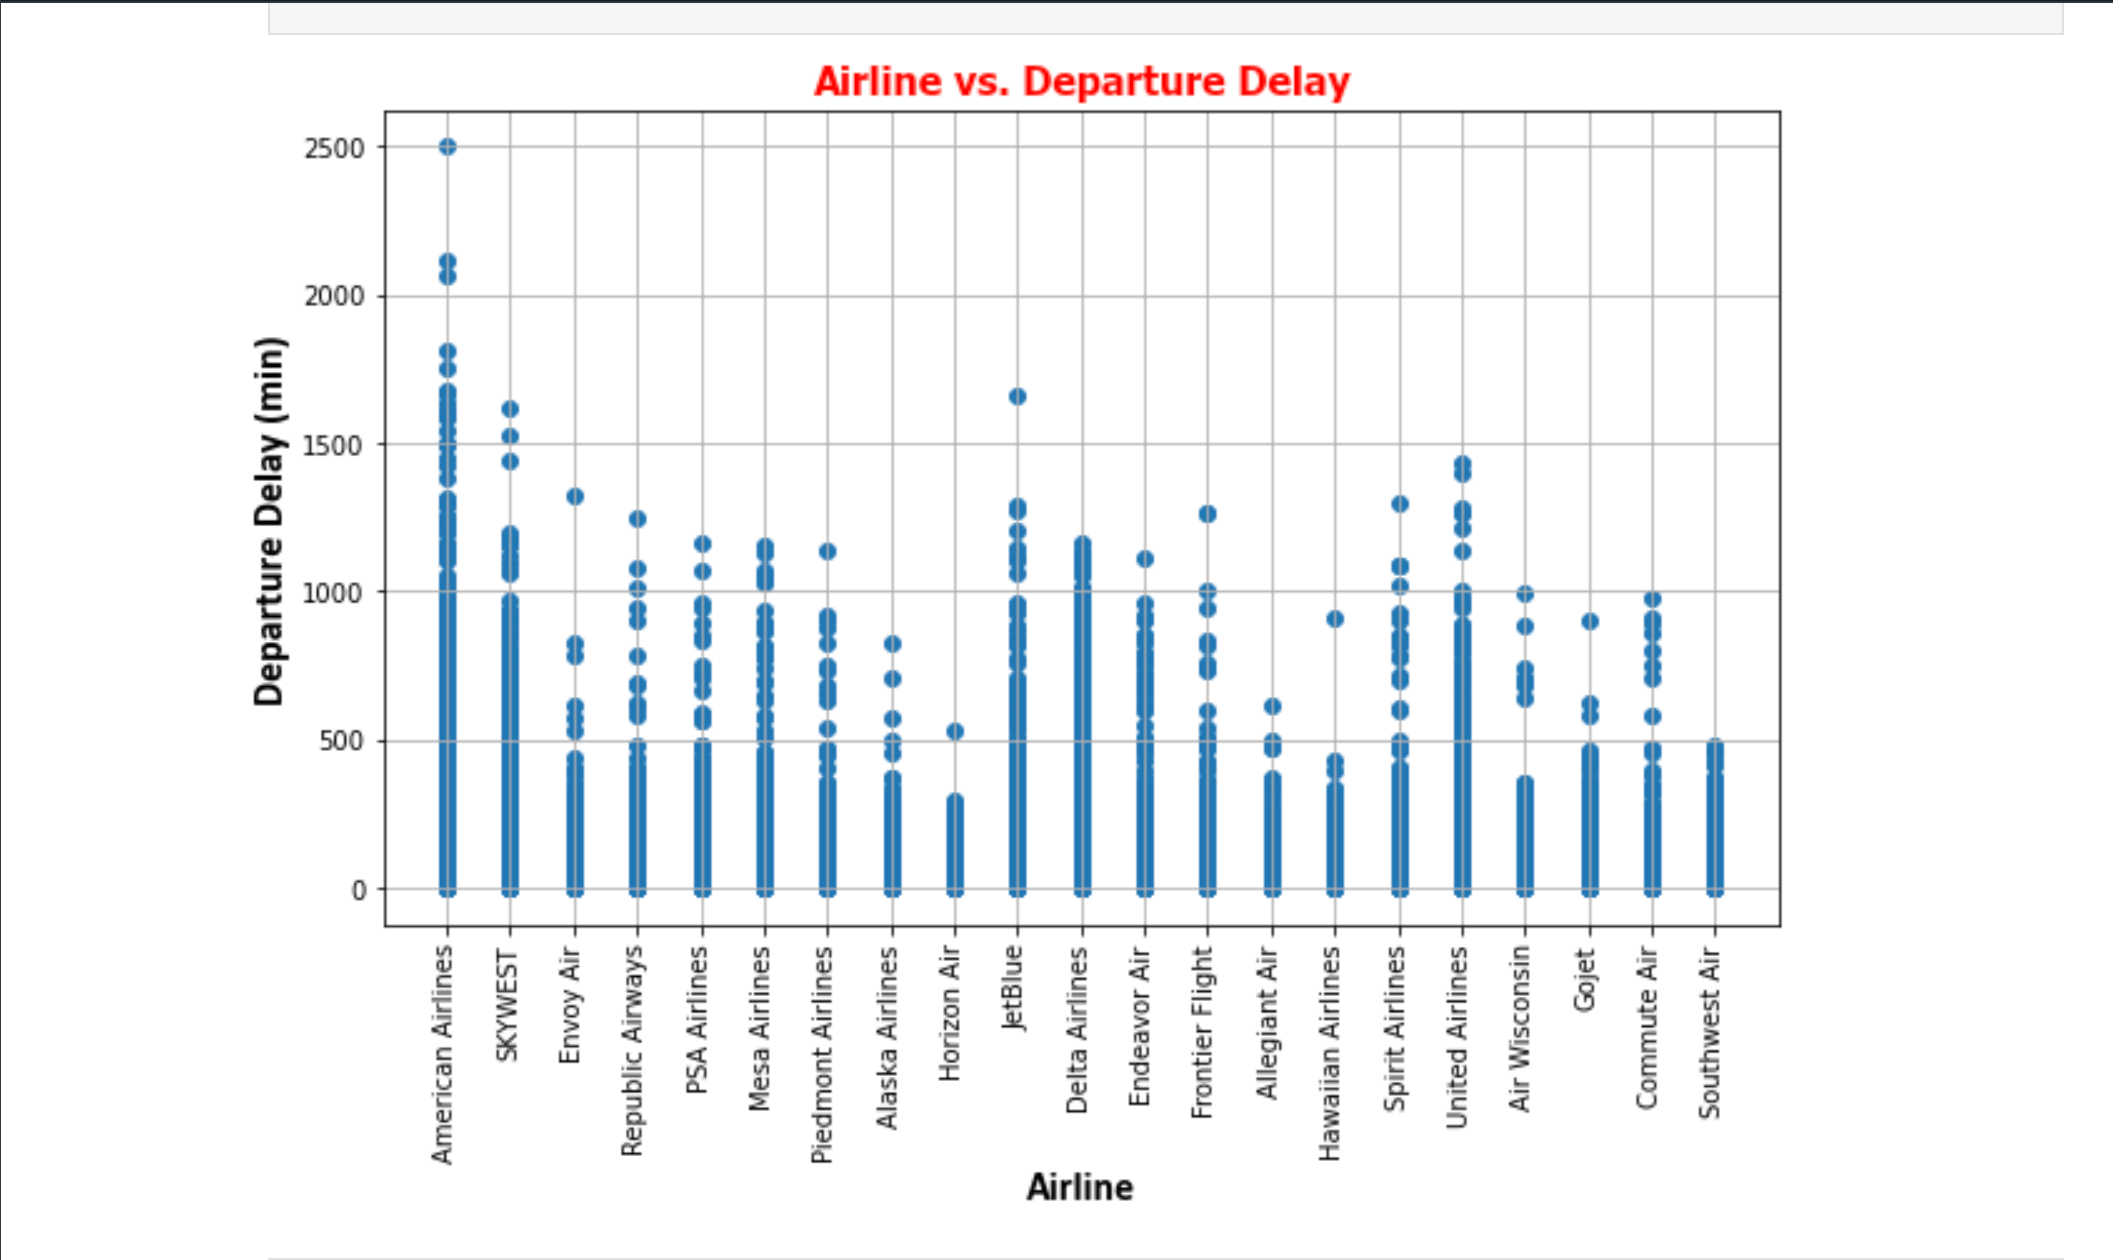 Airline vs. Departure Delay
2500
2000
1500
1000
500
0
Departure Delay (min)
American Airlines
SKYWEST
Envoy Air
Republic Airways
PSA Airlines
Mesa Airlines
Piedmont Airlines
Alaska Airlines
Horizon Air
JetBlue
Delta Airlines
Endeavor Air
Frontier Flight
Allegiant Air
Hawaiian Airlines
Spirit Airlines
United Airlines
Air Wisconsin
Gojet
Commute Air
Southwest Air
Airline